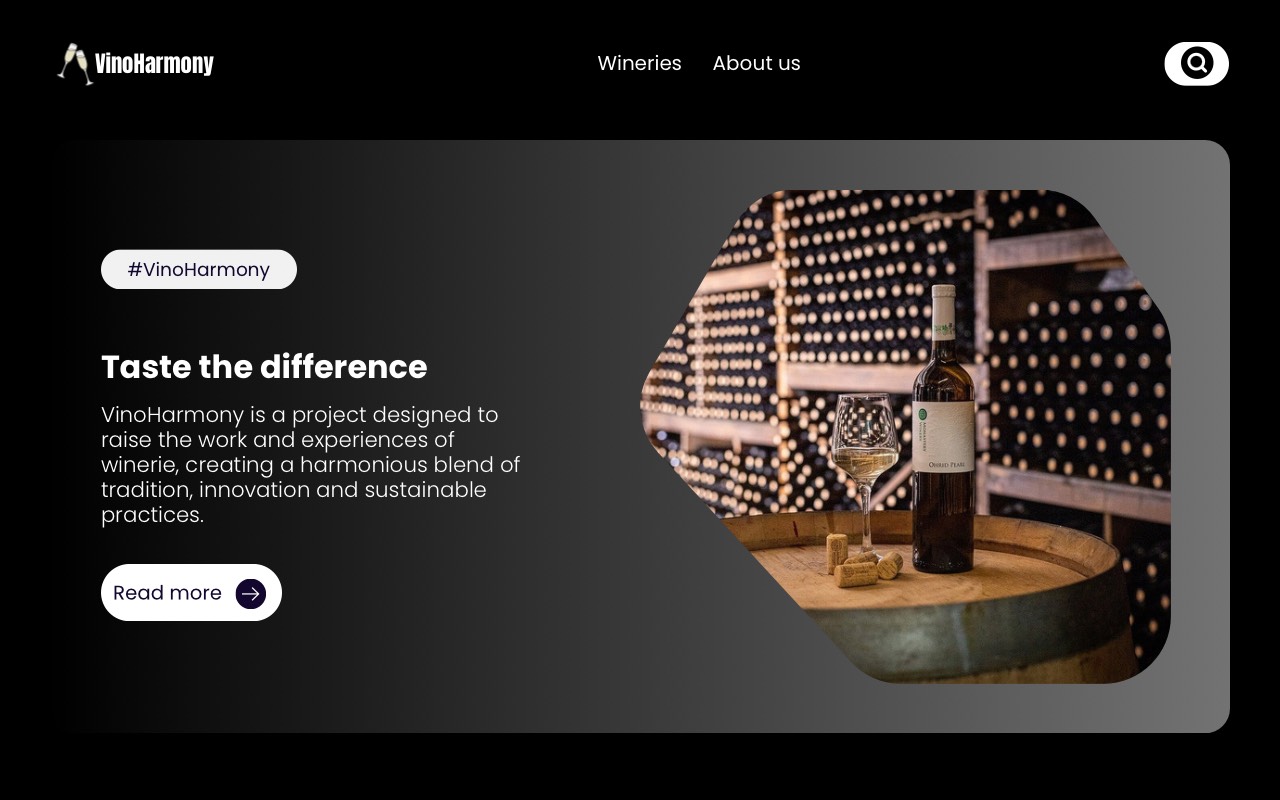 VinoHarmony
Wineries
About us
#VinoHarmony
Taste the difference
VinoHarmony is a project designed to
raise the work and experiences of
winerie, creating a harmonious blend of
tradition, innovation and sustainable
practices.
Read more
OHRID PEARL